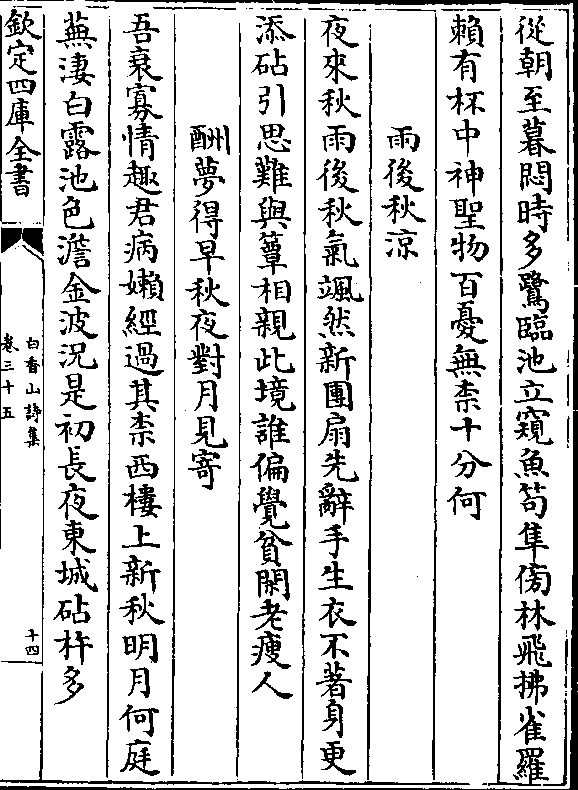 從朝至暮悶時多鷺臨池立窺魚笱隼傍林飛拂雀羅
賴有杯中神聖物百憂無柰十分何
雨後秋涼
夜來秋雨後秋氣颯然新團扇先辭手生衣不著身更
添砧引思難與簟相親此境誰偏覺貧閑老瘦人
酬夢得早秋夜對月見寄
吾衰寡情趣君病嬾經過其柰西樓上新秋明月何庭
蕪淒白露池色澹金波況是初長夜東城砧杵多
欽定四庫全書
白香山詩集
卷三十五
十四